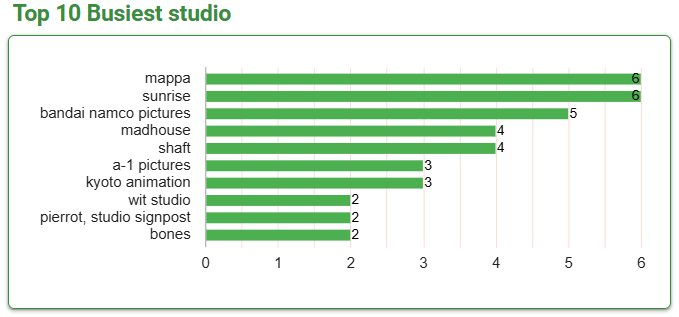 Top 10 Busiest studio
mappa 6
sunrise 6
bandai namco pictures 5
madhouse 4
shaft 4
a-1 pictures 3
kyoto animation 3
wit studio 2
pierrot, studio signpost 2
bones 2
0 1 2 3 4 5 6